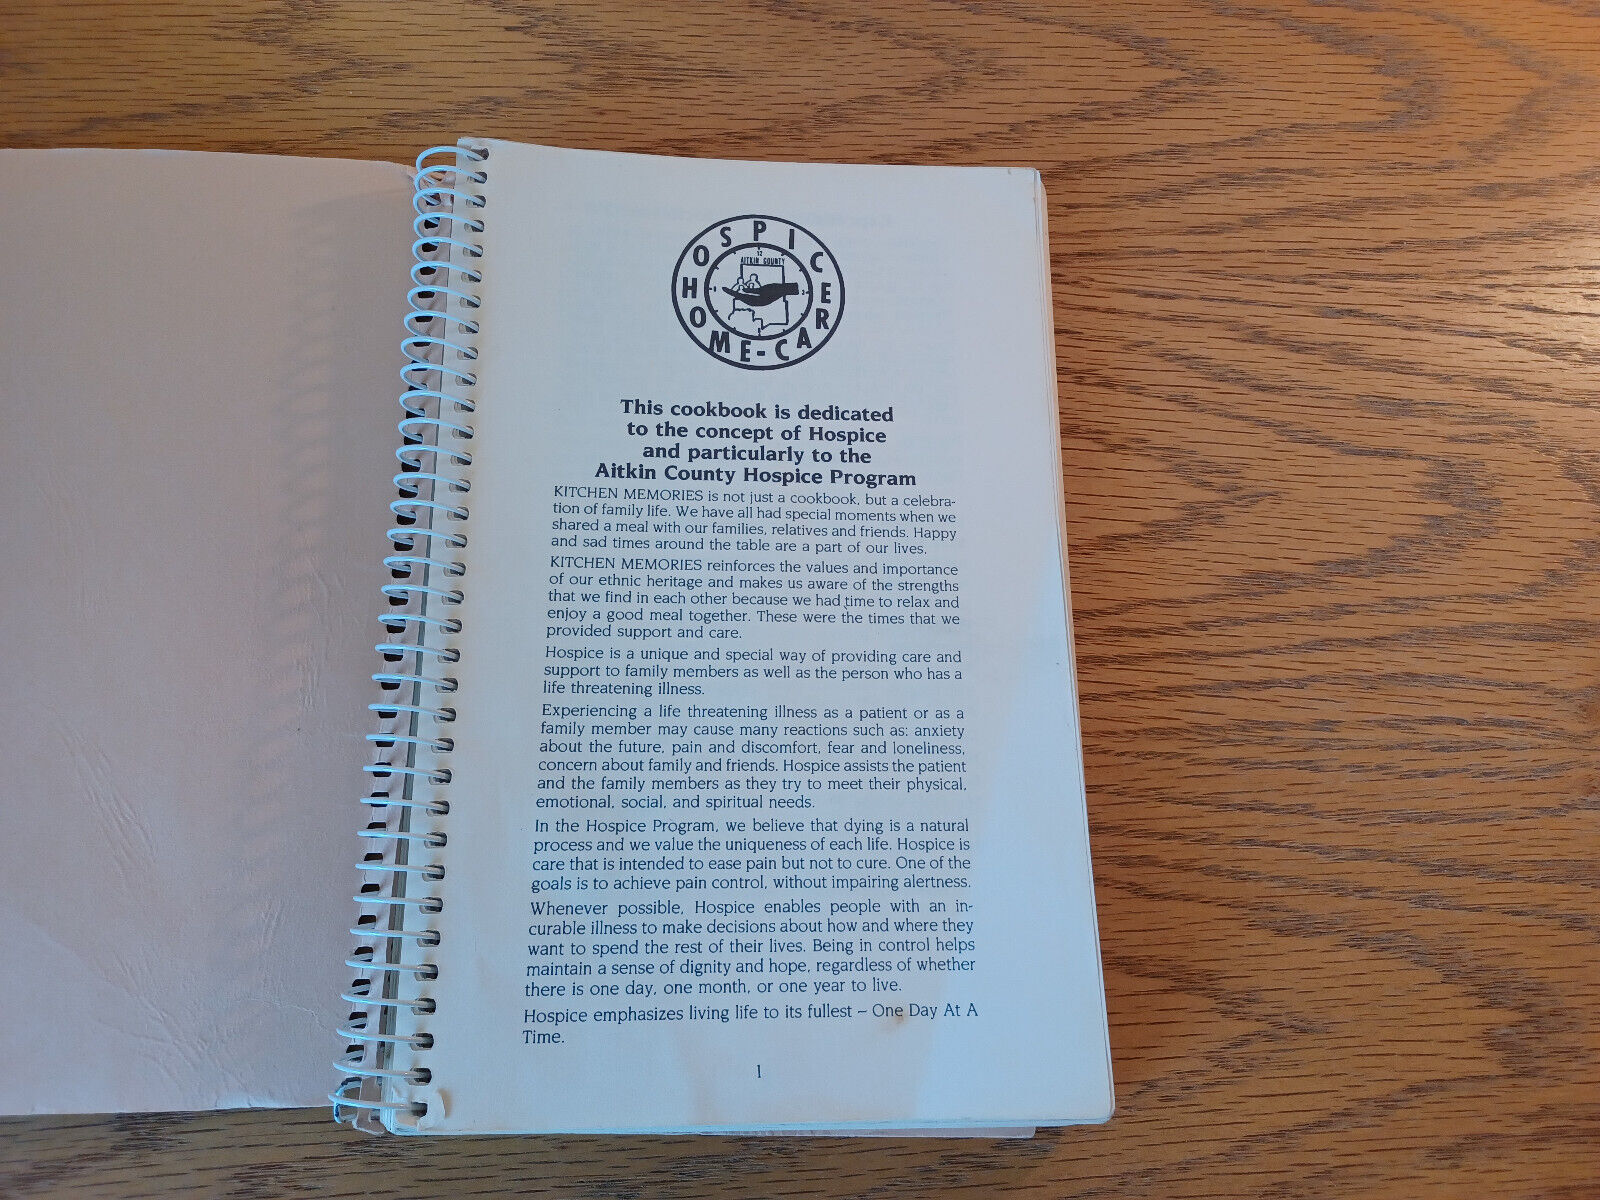 HOSPICE
HOME-CARE
12
AITKIN COUNTY
3
This cookbook is dedicated
to the concept of Hospice
and particularly to the
Aitkin County Hospice Program
KITCHEN MEMORIES is not just a cookbook, but a celebra-
tion of family life. We have all had special moments when we
shared a meal with our families, relatives and friends. Happy
and sad times around the table are a part of our lives.
KITCHEN MEMORIES reinforces the values and importance
of our ethnic heritage and makes us aware of the strengths
that we find in each other because we had time to relax and
enjoy a good meal together. These were the times that we
provided support and care.
Hospice is a unique and special way of providing care and
support to family members as well as the person who has a
life threatening illness.
Experiencing a life threatening illness as a patient or as a
family member may cause many reactions such as: anxiety
about the future, pain and discomfort, fear and loneliness,
concern about family and friends. Hospice assists the patient
and the family members as they try to meet their physical,
emotional, social, and spiritual needs.
In the Hospice Program, we believe that dying is a natural
process and we value the uniqueness of each life. Hospice is
care that is intended to ease pain but not to cure. One of the
goals is to achieve pain control, without impairing alertness.
Whenever possible, Hospice enables people with an in-
curable illness to make decisions about how and where they
want to spend the rest of their lives. Being in control helps
maintain a sense of dignity and hope, regardless of whether
there is one day, one month, or one year to live.
Hospice emphasizes living life to its fullest – One Day At A
Time.
1